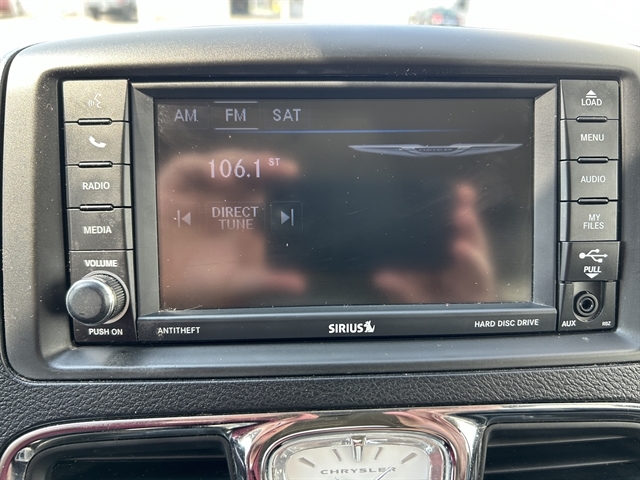 AM FM SAT
106.1 ST
DIRECT
TUNE
RADIO
MEDIA
VOLUME
PUSH ON
LOAD
MENU
AUDIO
MY
FILES
PULL
AUX
ANTITHEFT
SIRIUS
HARD DISC DRIVE
CHRYSLER